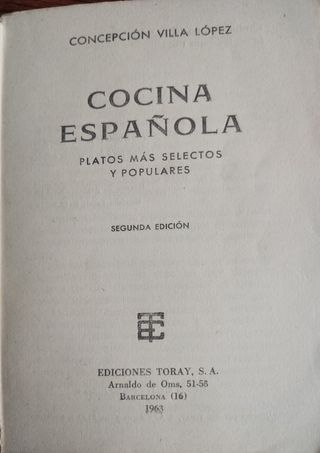 CONCEPCIÓN VILLA LÓPEZ
COCINA
ESPAÑOLA
PLATOS MÁS SELECTOS
Y POPULARES
SEGUNDA EDICIÓN
EDICIONES TORAY, S. A.
Arnaldo de Oms, 51-53
BARCELONA (16)
1963